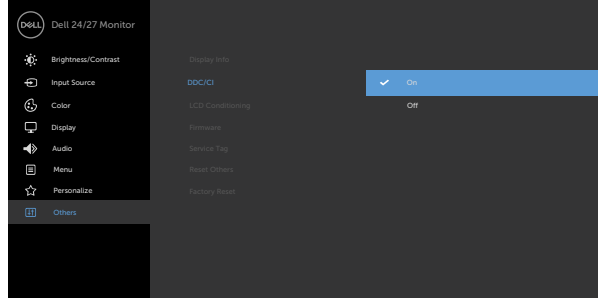 DELL Dell 24/27 Monitor
Brightness/Contrast
Input Source
Color
Display
Audio
Menu
Personalize
Others
Display Info
DDC/CI
LCD Conditioning
Firmware
Service Tag
Reset Others
Factory Reset
On
Off